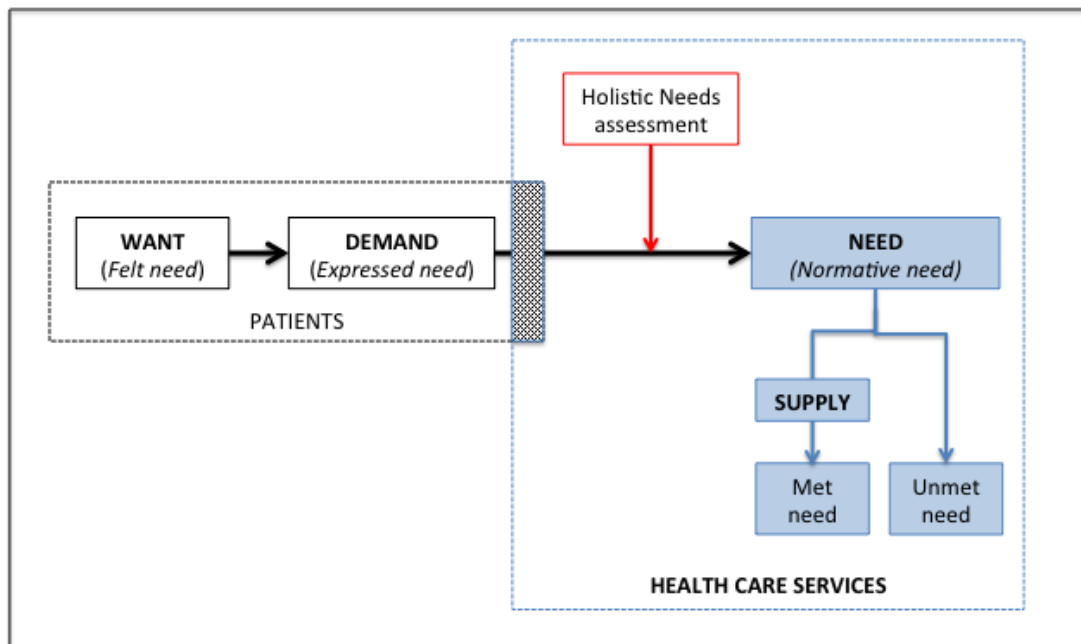 Holistic Needs
assessment
WANT
(Felt need)
DEMAND
(Expressed need)
NEED
(Normative need)
PATIENTS
SUPPLY
Met
need
Unmet
need
HEALTH CARE SERVICES